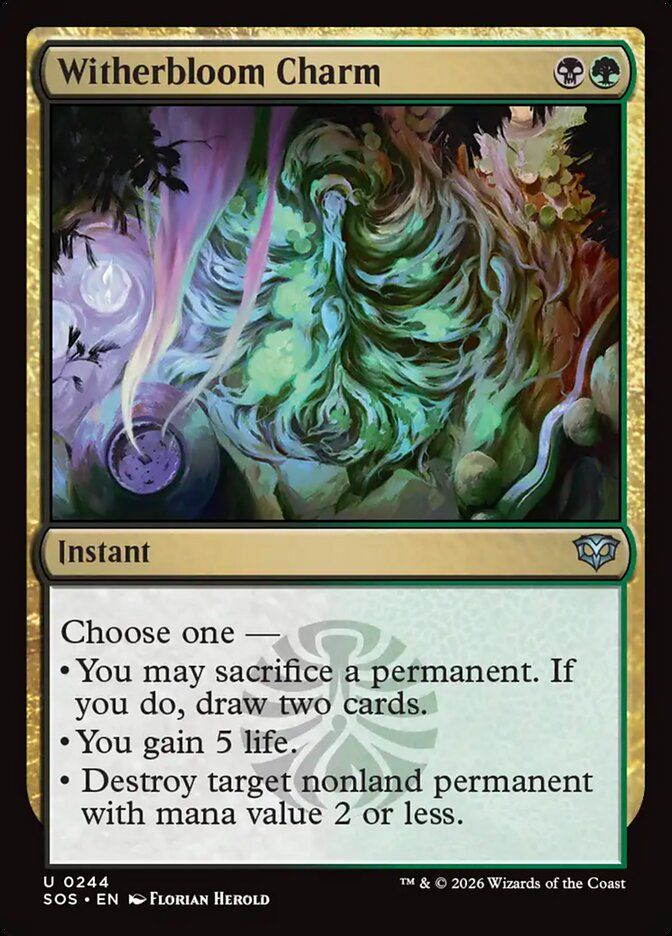 Witherbloom Charm
Instant
Choose one —
• You may sacrifice a permanent. If
you do, draw two cards.
• You gain 5 life.
• Destroy target nonland permanent
with mana value 2 or less.
U 0244
SOS • EN Florian Herold
™ & © 2026 Wizards of the Coast